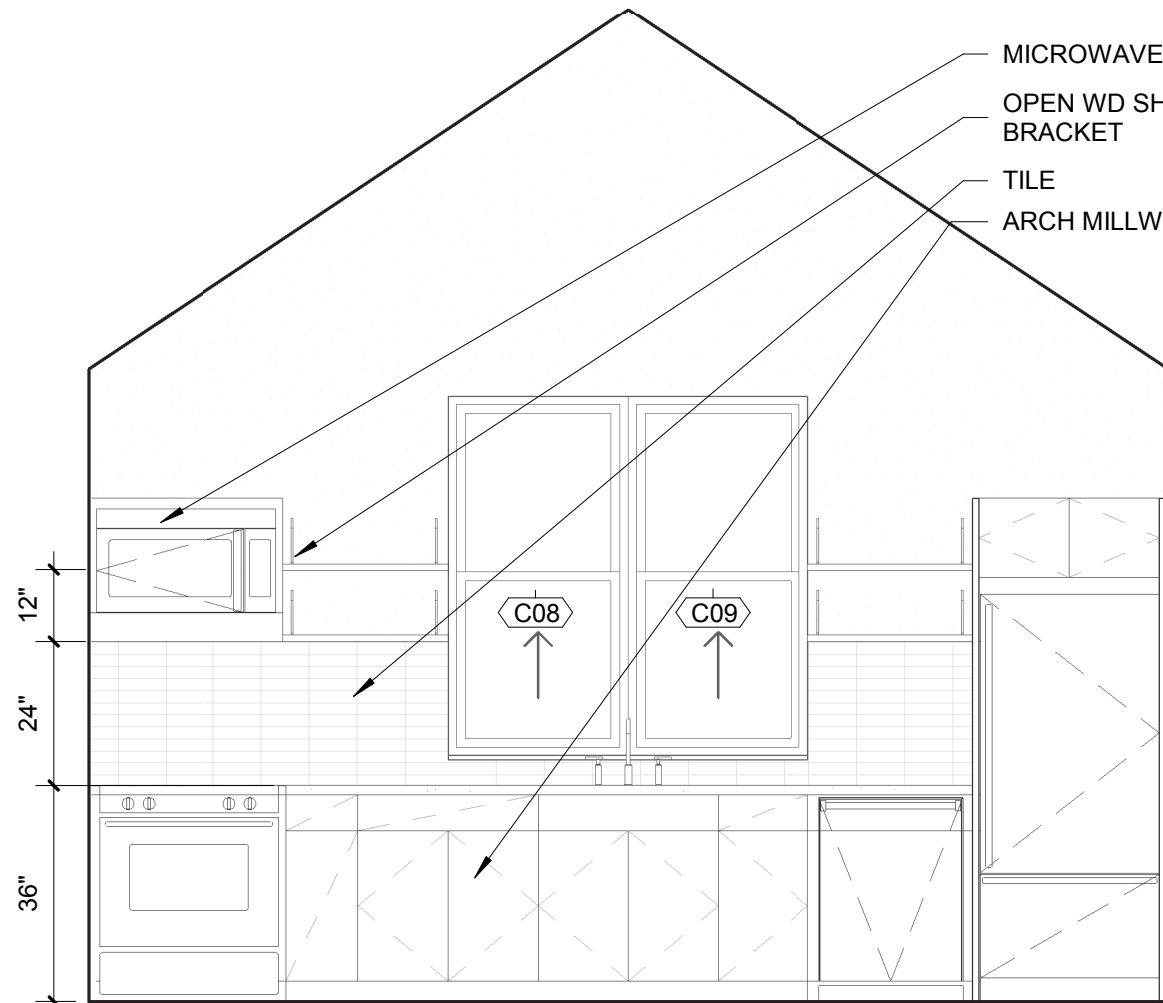 MICROWAVE
OPEN WD SH
BRACKET
TILE
ARCH MILLW
C08
C09
12"
24"
36"